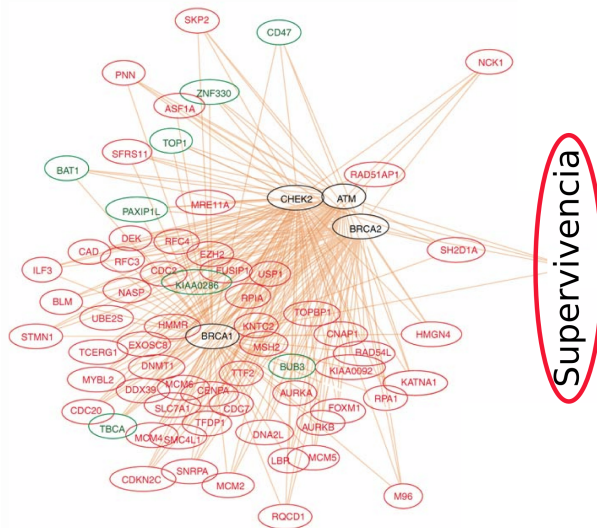 SKP2
CD47
NCK1
PNN
ZNF330
ASF1A
TOP1
SFRS11
BAT1
RAD51AP1
CHEK2
ATM
MRE11A
PAXIP1L
BRCA2
Supervivencia
DEK
RFC4
CAD
EZH2
SH2D1A
RFC3
ILF3
CDC2
FUSIP1
USP1
KIAA0286
NASP
RPIA
BLM
UBE2S
TOPBP1
HMMR
KNTC2
STMN1
BRCA1
CNAP1
HMGN4
EXOSC8
MSH2
TCERG1
RAD54L
DNMT1
BUB3
KIAA0092
TTF2
MYBL2
MCM6
KATNA1
DDX39
CENPA
AURKA
RPA1
SLC7A1
CDC7
FOXM1
CDC20
TFDP1
AURKB
TBCA
MCM4
SMC4L1
DNA2L
LBR
MCM5
SNRPA
CDKN2C
MCM2
M96
RQCD1